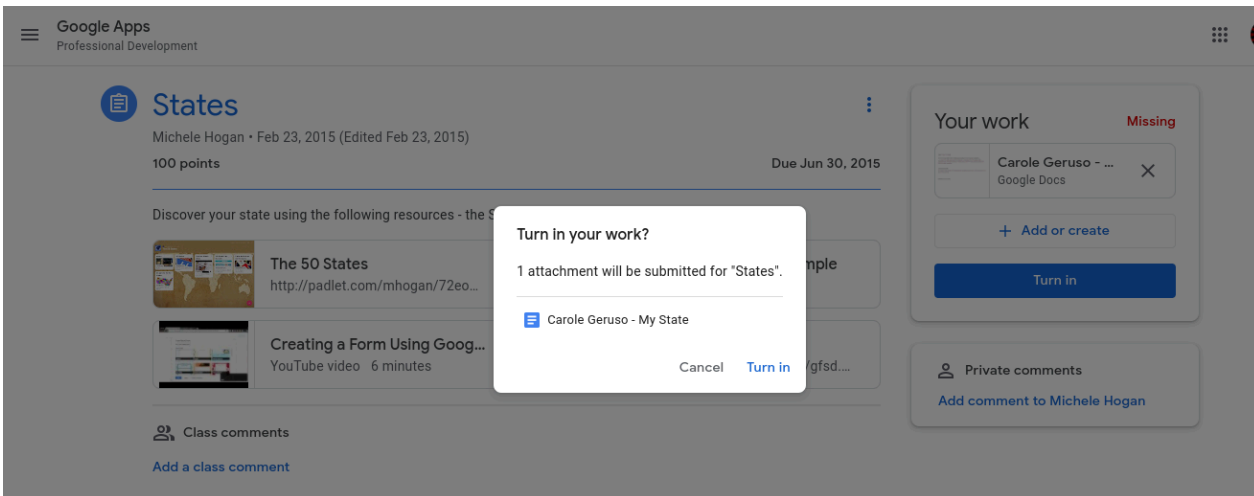 Google Apps
Professional Development
States
Michele Hogan • Feb 23, 2015 (Edited Feb 23, 2015)
100 points
Due Jun 30, 2015
Discover your state using the following resources - the
The 50 States
http://padlet.com/mhogan/72eo...
Creating a Form Using Goog...
YouTube video 6 minutes
/gfsd....
Class comments
Add a class comment
Turn in your work?
1 attachment will be submitted for "States".
Carole Geruso - My State
Cancel Turn in
Your work
Missing
Carole Geruso - ...
Google Docs
+ Add or create
Turn in
Private comments
Add comment to Michele Hogan